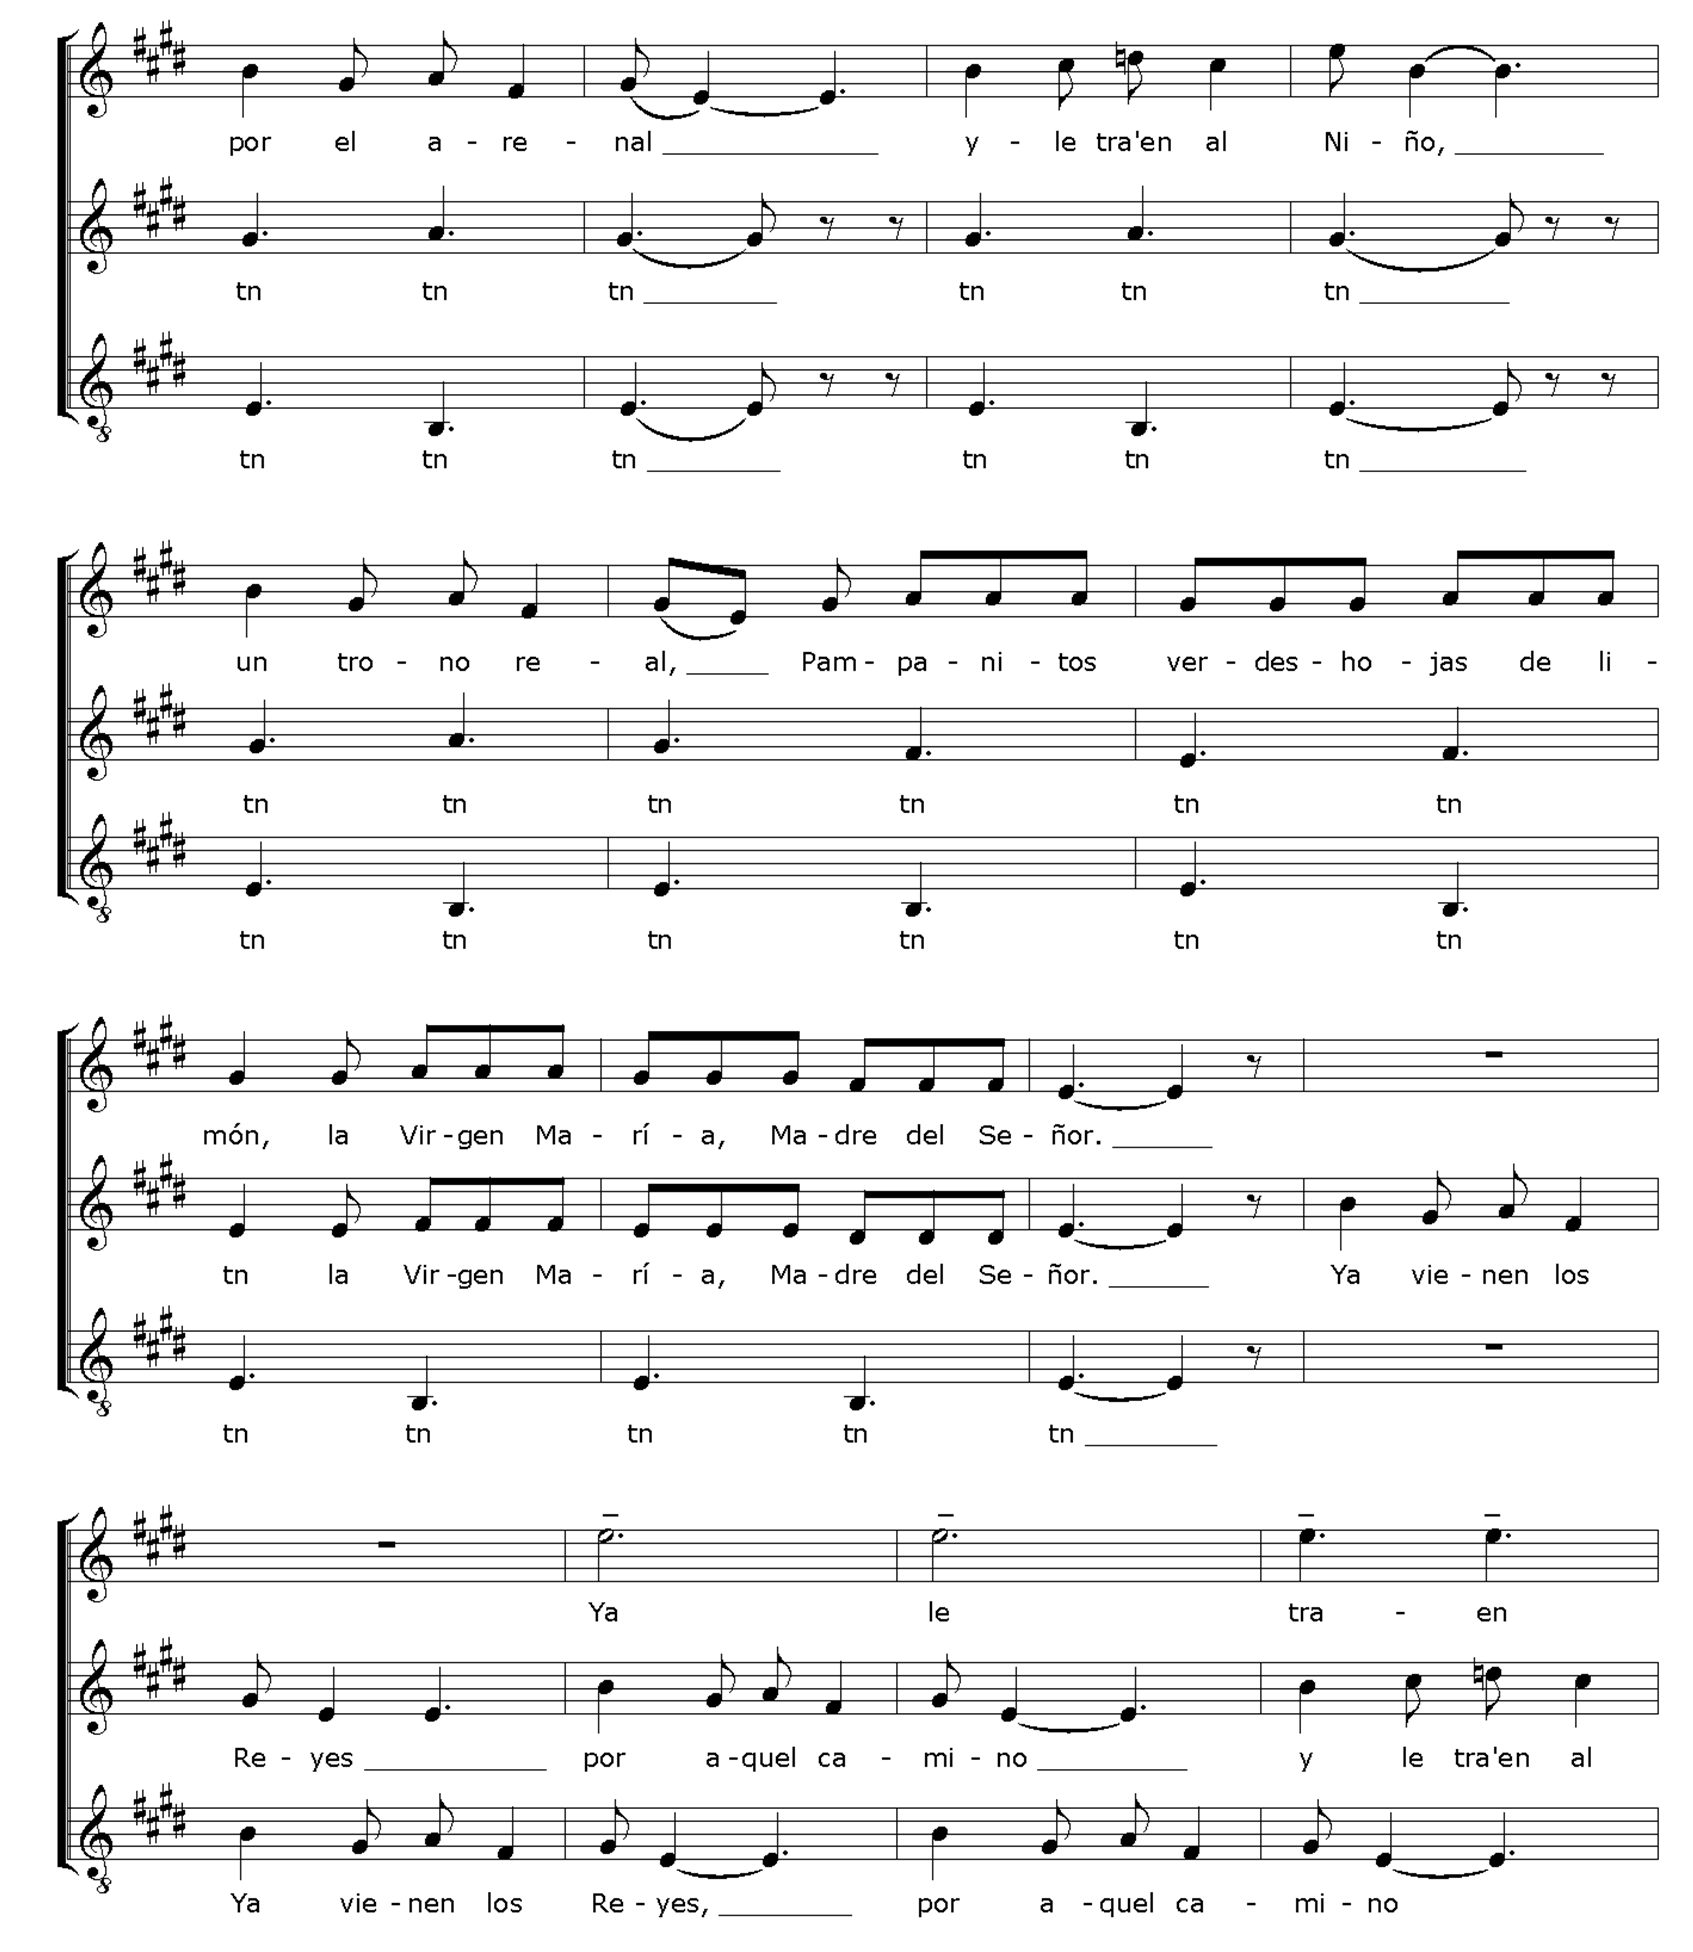 por el a - re - nal y - le tra'en al Ni - ño,
tn tn tn tn tn tn
tn tn tn tn tn tn
un tro - no re - al, Pam - pa - ni - tos ver - des - ho - jas de li -
tn tn tn tn tn tn
tn tn tn tn tn tn
món, la Vir - gen Ma - rí - a, Ma - dre del Se - ñor.
tn la Vir - gen Ma - rí - a, Ma - dre del Se - ñor. Ya vie - nen los
tn tn tn tn tn
Ya le tra - en
Re - yes por a - quel ca - mi - no y le tra'en al
Ya vie - nen los Re - yes, por a - quel ca - mi - no